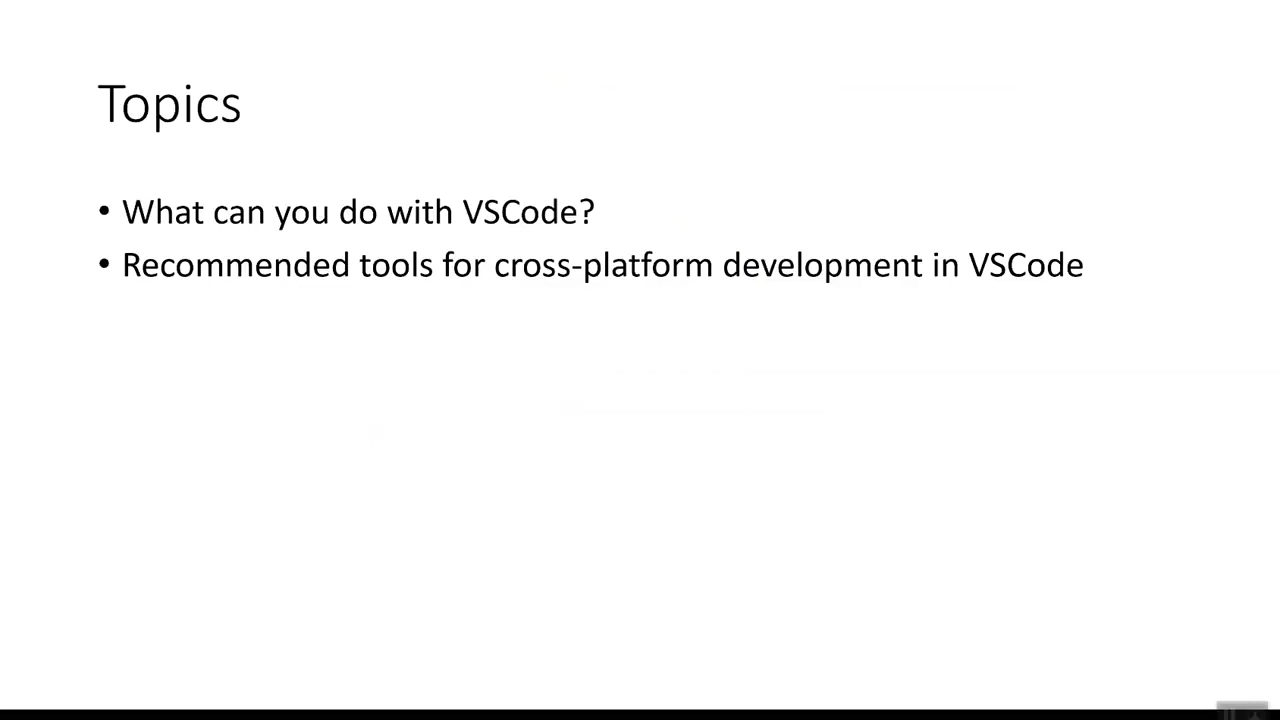 Topics
• What can you do with VSCode?
• Recommended tools for cross-platform development in VSCode